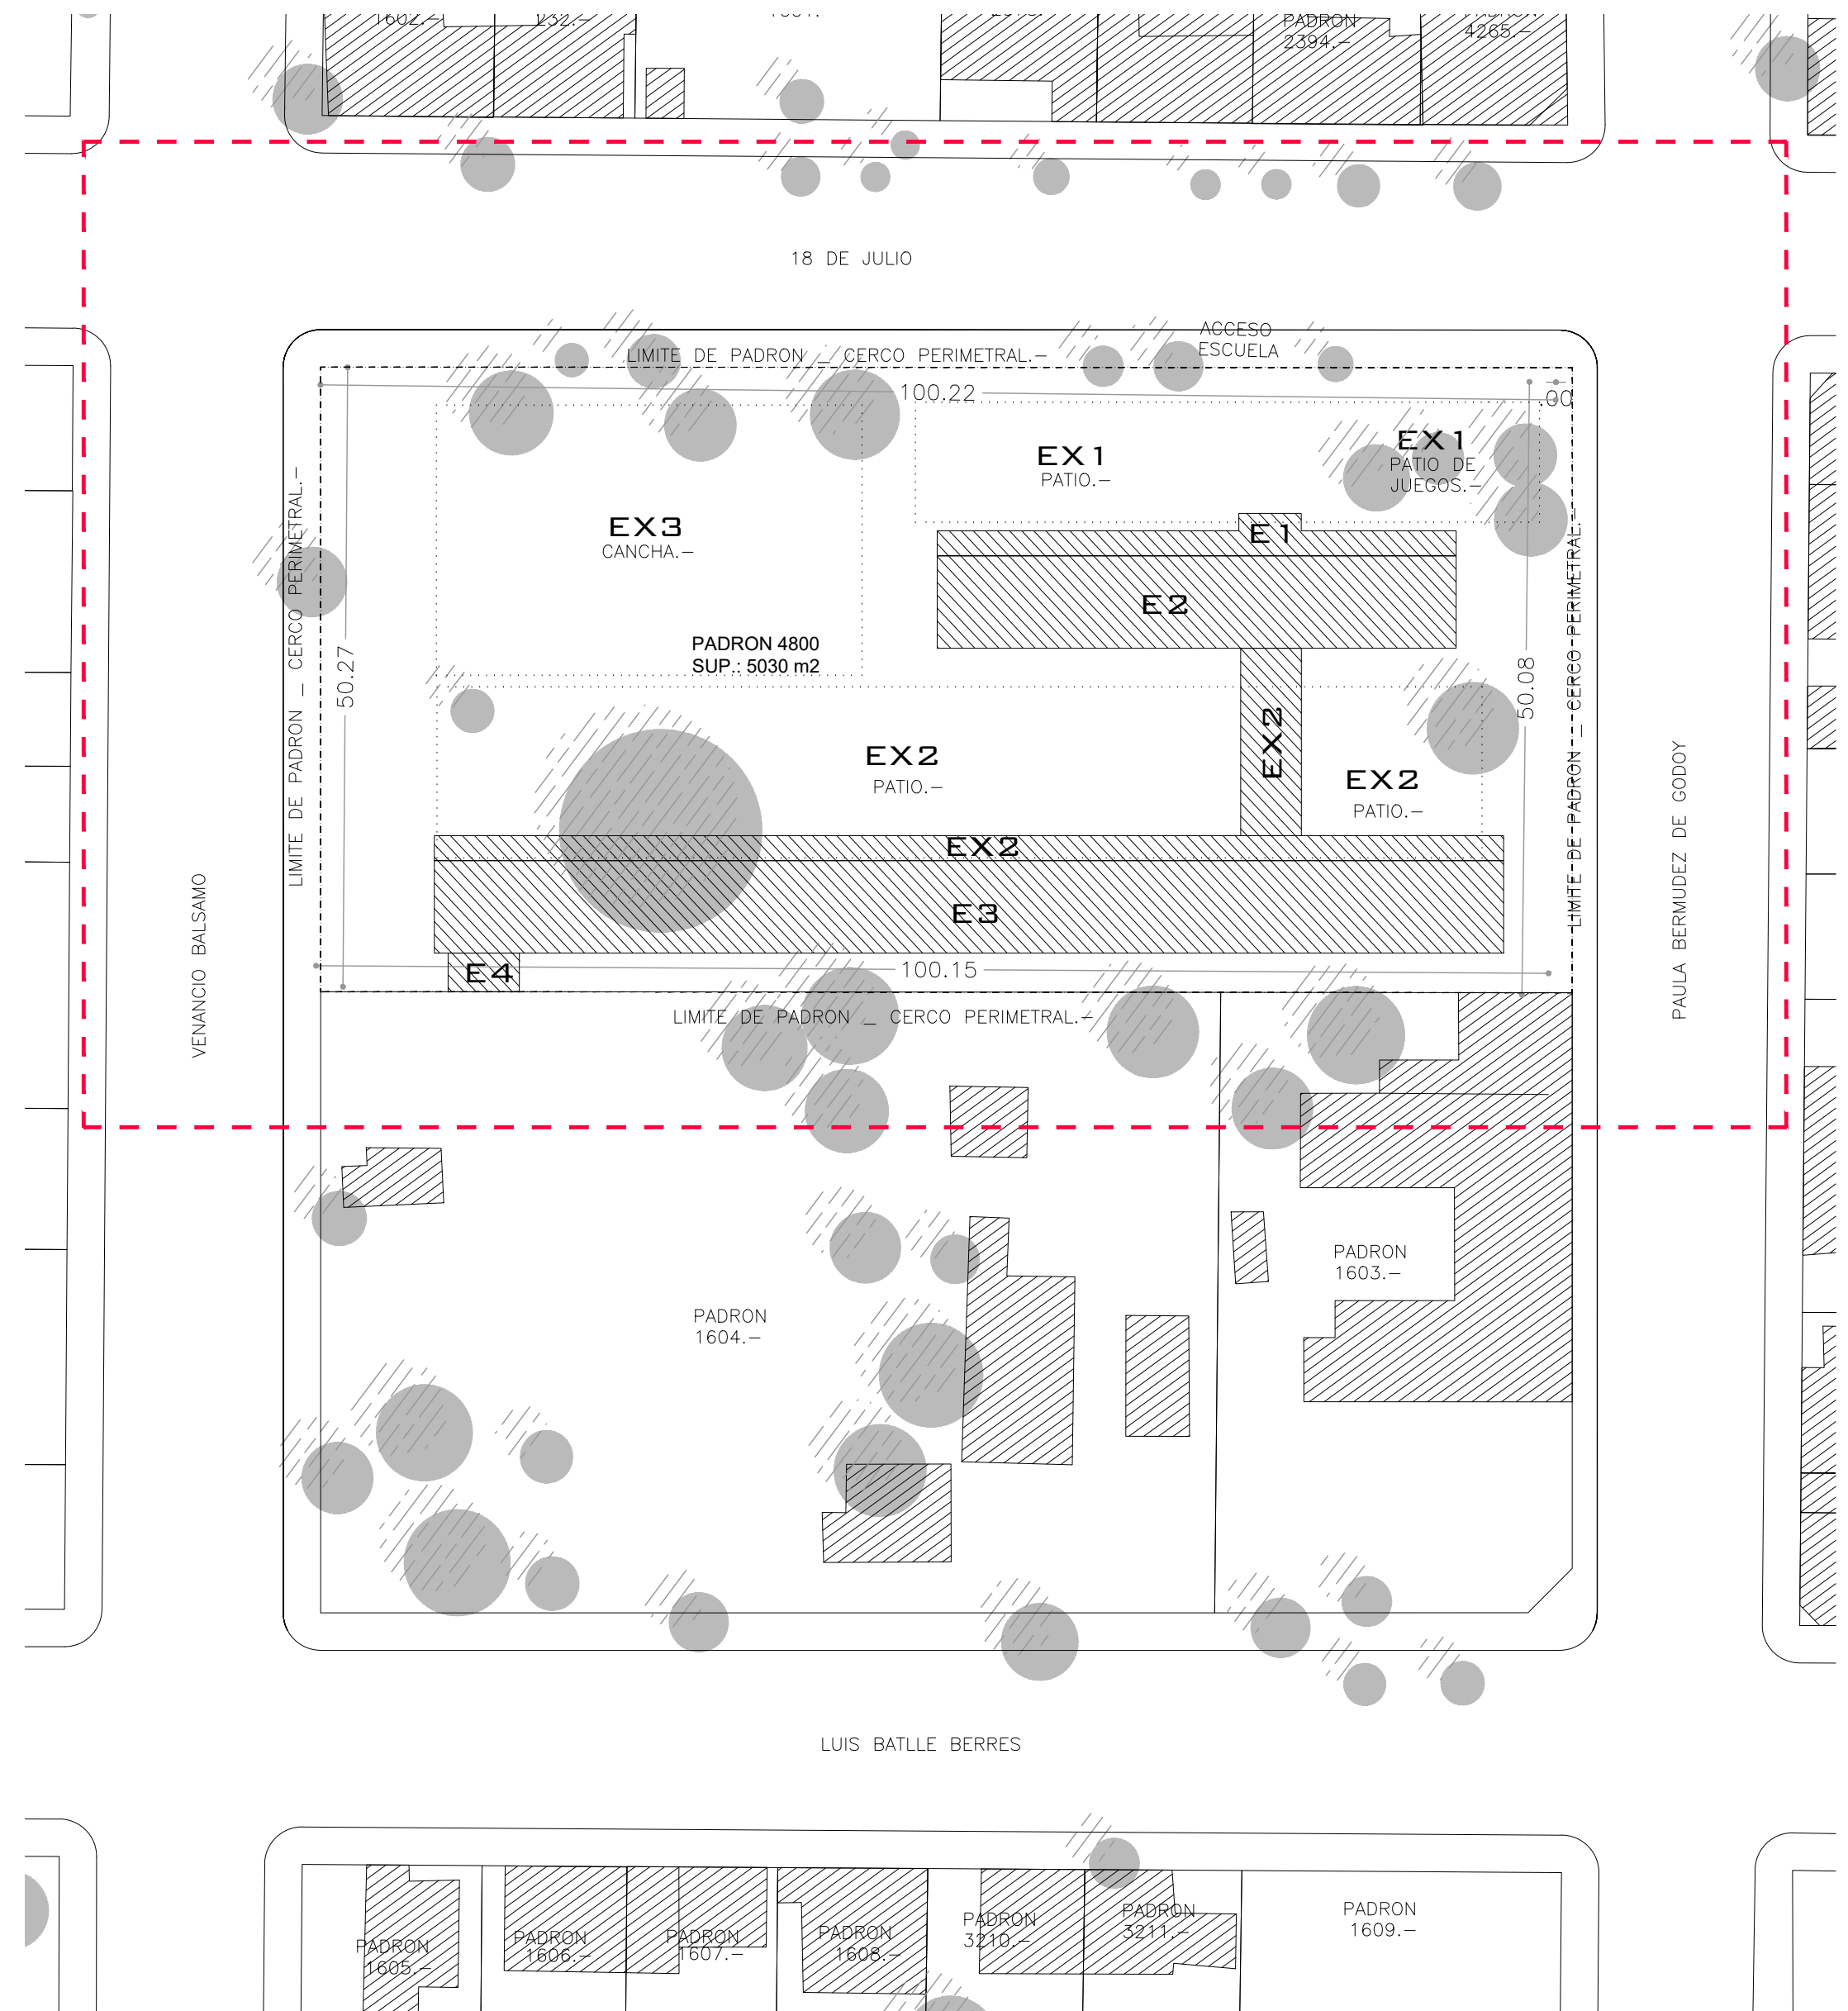 1602.-
232.-
PADRON
2394.-
4265.-
18 DE JULIO
ACCESO
ESCUELA
LIMITE DE PADRON _ CERCO PERIMETRAL.-
100.22
.00
EX1
PATIO.-
EX1
PATIO DE
JUEGOS.-
EX3
CANCHA.-
E1
E2
PADRON 4800
SUP.: 5030 m2
50.27
LIMITE DE PADRON _ CERCO PERIMETRAL.-
50.08
LIMITE DE PADRON _ CERCO PERIMETRAL.-
EX2
PATIO.-
EX2
EX2
PATIO.-
EX2
E3
E4
100.15
LIMITE DE PADRON _ CERCO PERIMETRAL.-
VENANCIO BALSAMO
PAULA BERMUDEZ DE GODOY
PADRON
1603.-
PADRON
1604.-
LUIS BATLLE BERRES
PADRON
1605.-
PADRON
1606.-
PADRON
1607.-
PADRON
1608.-
PADRON
3210.-
PADRON
3211.-
PADRON
1609.-